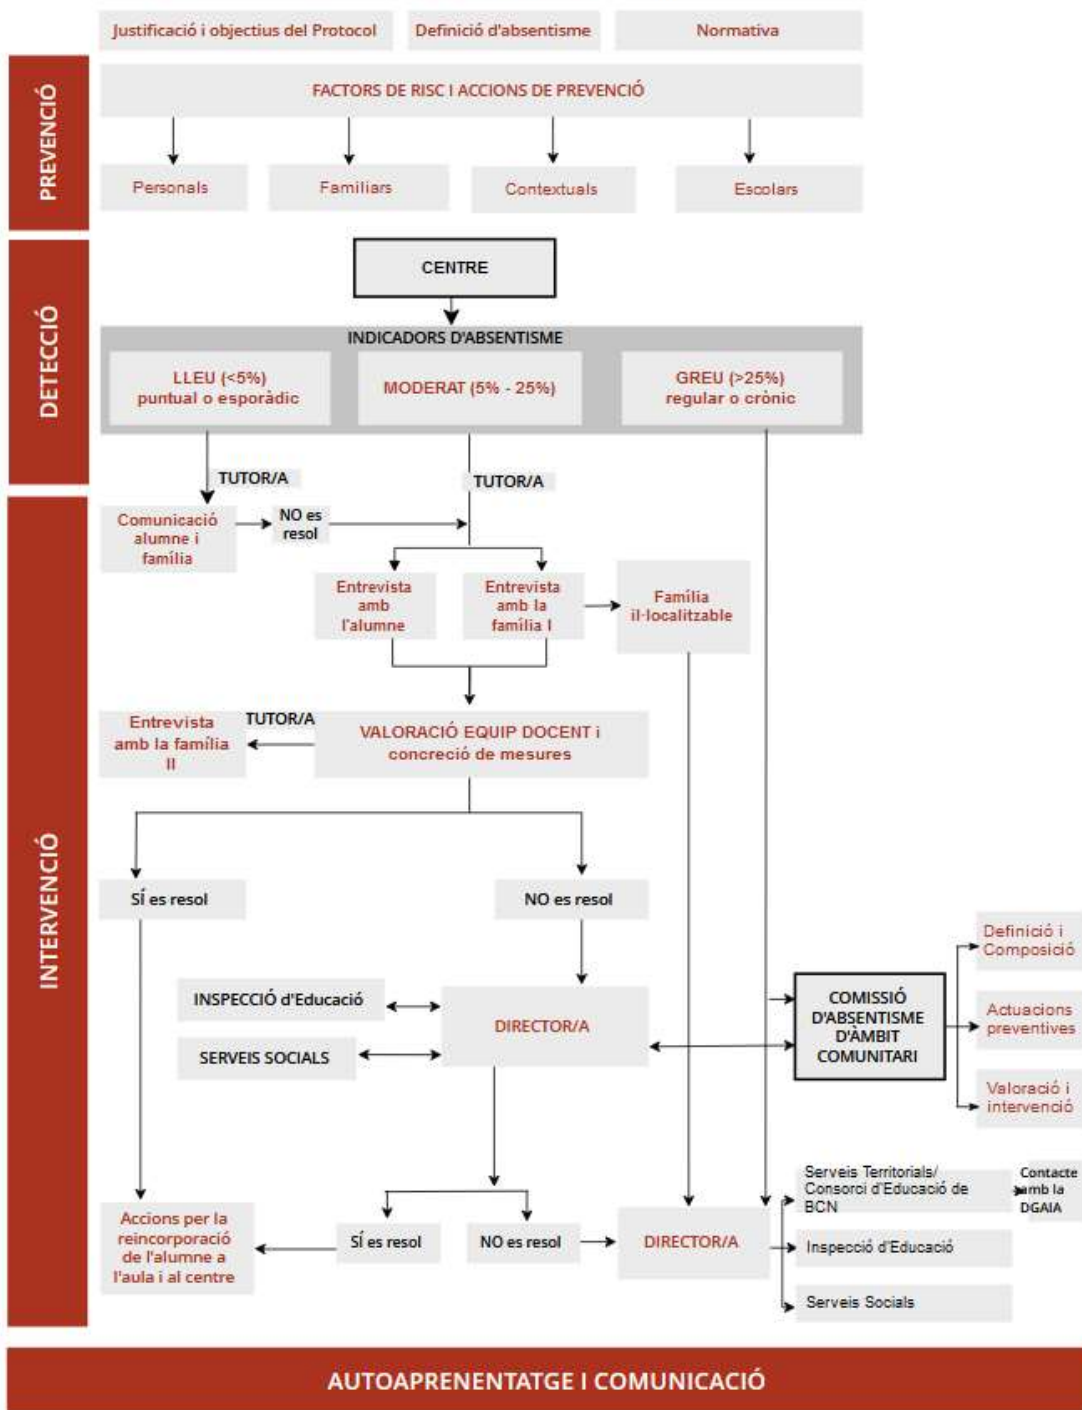 Justificació i objectius del Protocol
Definició d'absentisme
Normativa
PREVENCIÓ
FACTORS DE RISC I ACCIONS DE PREVENCIÓ
Personals
Familiars
Contextuals
Escolars
DETECCIÓ
CENTRE
INDICADORS D'ABSENTISME
LLEU (<5%)
puntual o esporàdic
MODERAT (5% - 25%)
GREU (>25%)
regular o crònic
TUTOR/A
TUTOR/A
INTERVENCIÓ
Comunicació
alumne i
família
NO es
resol
Entrevista
amb
l'alumne
Entrevista
amb la
família I
Família
il·localitzable
Entrevista
amb la família
II
TUTOR/A
VALORACIÓ EQUIP DOCENT i
concreció de mesures
SÍ es resol
NO es resol
INSPECCIÓ d'Educació
SERVEIS SOCIALS
DIRECTOR/A
COMISSIÓ
D'ABSENTISME
D'ÀMBIT
COMUNITARI
Definició i
Composició
Actuacions
preventives
Valoració i
intervenció
Accions per la
reincorporació
de l'alumne a
l'aula i al centre
SÍ es resol
NO es resol
DIRECTOR/A
Serveis Territorials/
Consorci d'Educació de
BCN
Contacte
amb la
DGAIA
Inspecció d'Educació
Serveis Socials
AUTOAPRENENTATGE I COMUNICACIÓ